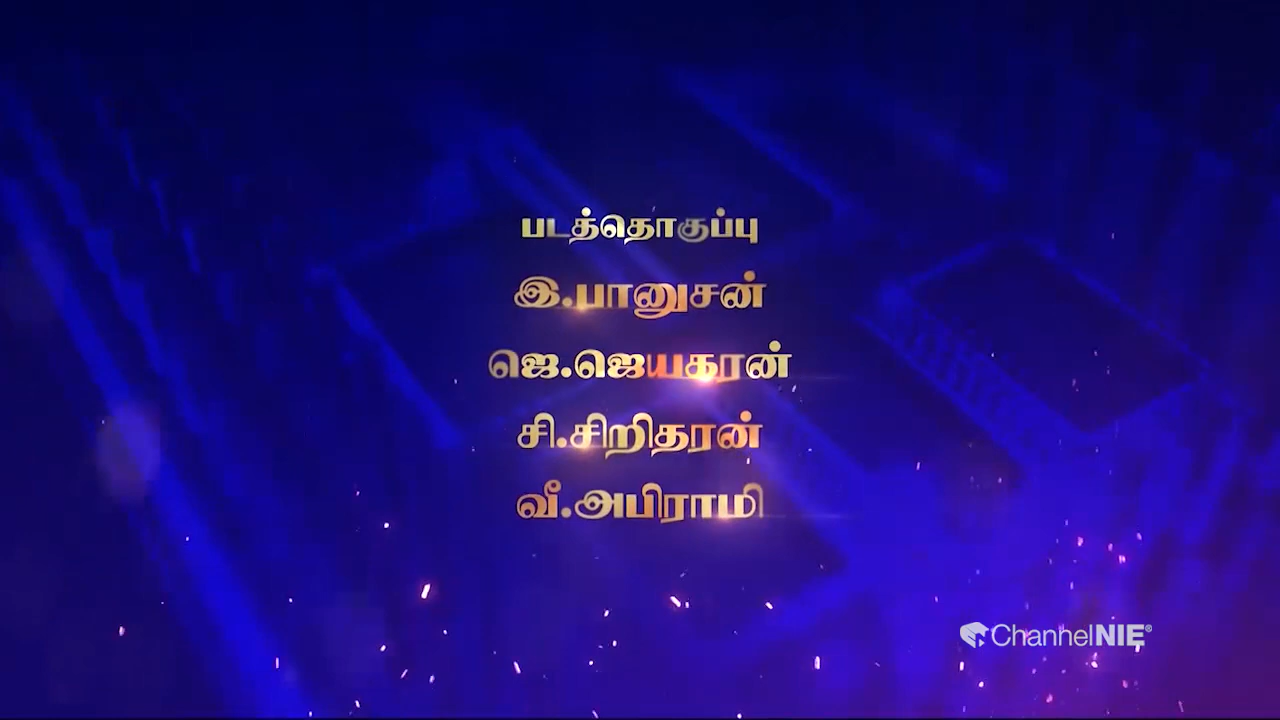 படத்தொகுப்பு
இ.பானுசன்
ஜெ.ஜெயகரன்
சி.சிறிதரன்
வீ.அபிராமி
ChannelNIE®